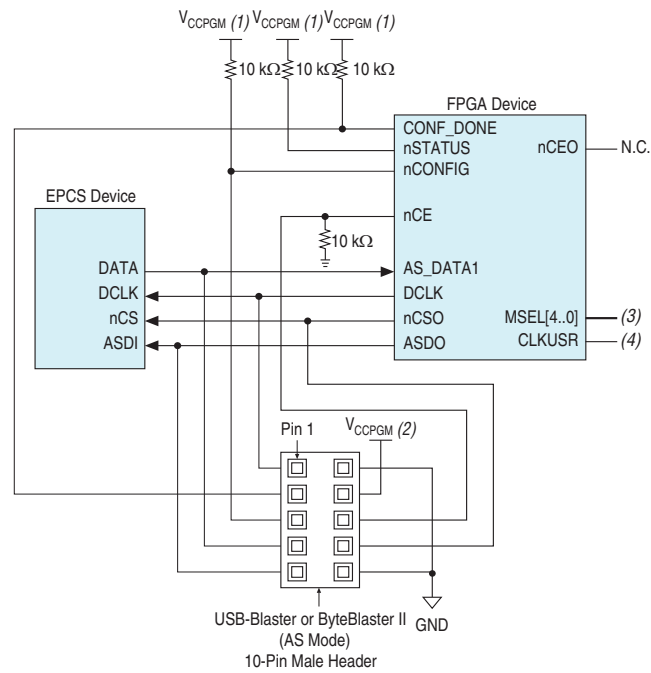 VCCPGM (1) VCCPGM (1) VCCPGM (1)
10 kΩ 10 kΩ 10 kΩ
FPGA Device
CONF_DONE
nSTATUS nCEO N.C.
nCONFIG
EPCS Device
nCE
10 kΩ
DATA AS_DATA1
DCLK DCLK
nCS nCSO MSEL[4..0] (3)
ASDI ASDO CLKUSR (4)
Pin 1 VCCPGM (2)
USB-Blaster or ByteBlaster II GND
(AS Mode)
10-Pin Male Header